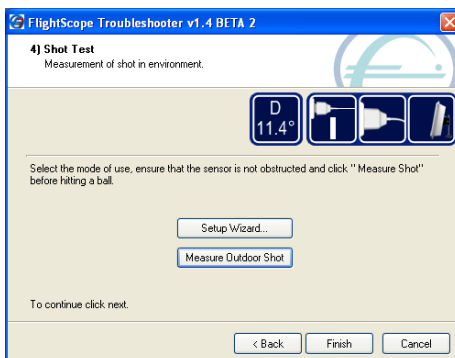 FlightScope Troubleshooter v1.4 BETA 2
4) Shot Test
Measurement of shot in environment.
D
11.4°
Select the mode of use, ensure that the sensor is not obstructed and click " Measure Shot"
before hitting a ball.
Setup Wizard...
Measure Outdoor Shot
To continue click next.
< Back Finish Cancel